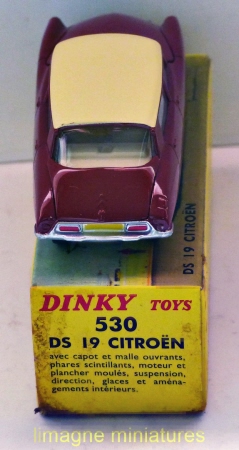 DS 19 CITROËN
DINKY TOYS
530
DS 19 CITROËN
avec capot et malle ouvrants,
phares scintillants, moteur et
plancher moulés, suspension,
direction, glaces et aména-
gements intérieurs.
limagne miniatures